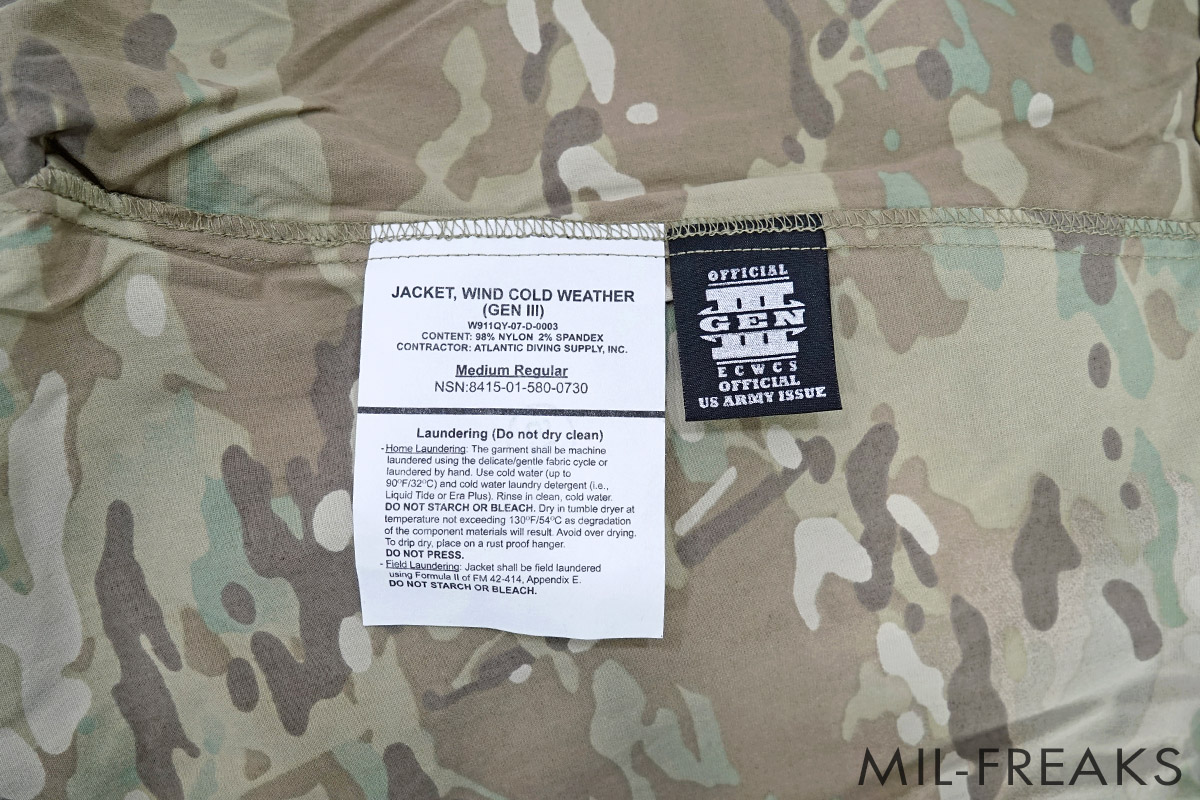 JACKET, WIND COLD WEATHER
(GEN III)
W911QY-07-D-0003
CONTENT: 98% NYLON 2% SPANDEX
CONTRACTOR: ATLANTIC DIVING SUPPLY, INC.
Medium Regular
NSN:8415-01-580-0730
Laundering (Do not dry clean)
- Home Laundering: The garment shall be machine
laundered using the delicate/gentle fabric cycle or
laundered by hand. Use cold water (up to
90°F/32°C) and cold water laundry detergent (i.e.,
Liquid Tide or Era Plus). Rinse in clean, cold water.
DO NOT STARCH OR BLEACH. Dry in tumble dryer at
temperature not exceeding 130°F/54°C as degradation
of the component materials will result. Avoid over drying.
To drip dry, place on a rust proof hanger.
DO NOT PRESS.
- Field Laundering: Jacket shall be field laundered
using Formula II of FM 42-414, Appendix E.
DO NOT STARCH OR BLEACH.
OFFICIAL
III
GEN
III
ECWCS
OFFICIAL
US ARMY ISSUE
MIL-FREAKS